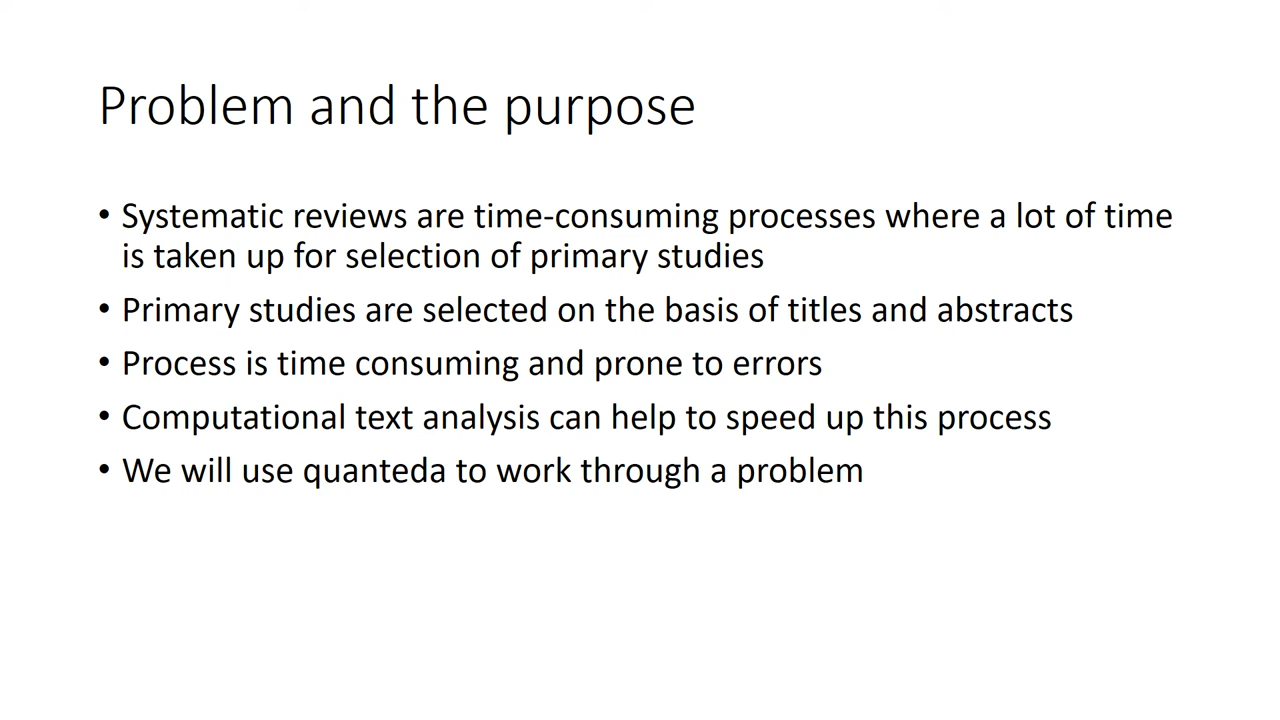 Problem and the purpose
• Systematic reviews are time-consuming processes where a lot of time
is taken up for selection of primary studies
• Primary studies are selected on the basis of titles and abstracts
• Process is time consuming and prone to errors
• Computational text analysis can help to speed up this process
• We will use quanteda to work through a problem